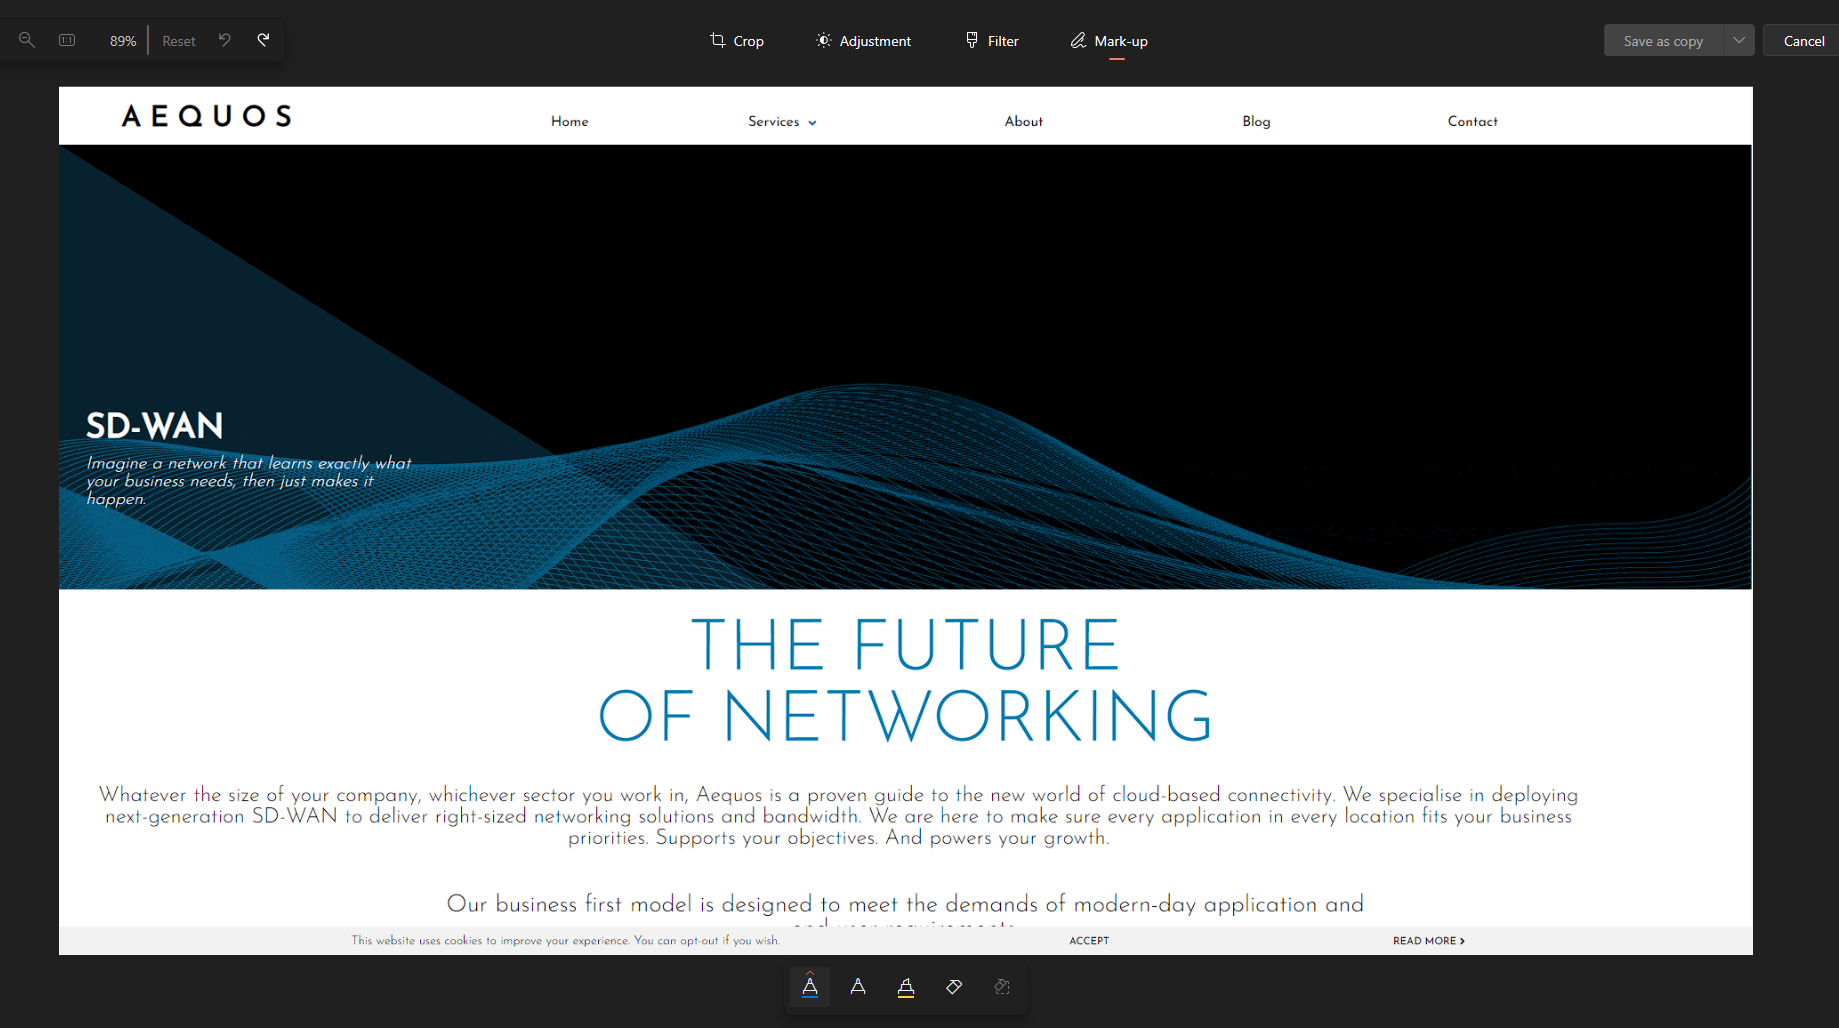 89%
Reset
Crop
Adjustment
Filter
Mark-up
Save as copy
Cancel
AEQUOS
Home
Services
About
Blog
Contact
SD-WAN
Imagine a network that learns exactly what
your business needs, then just makes it
happen.
THE FUTURE
OF NETWORKING
Whatever the size of your company, whichever sector you work in, Aequos is a proven guide to the new world of cloud-based connectivity. We specialise in deploying
next-generation SD-WAN to deliver right-sized networking solutions and bandwidth. We are here to make sure every application in every location fits your business
priorities. Supports your objectives. And powers your growth.
Our business first model is designed to meet the demands of modern-day application and
end user requirements
This website uses cookies to improve your experience. You can opt-out if you wish.
ACCEPT
READ MORE >